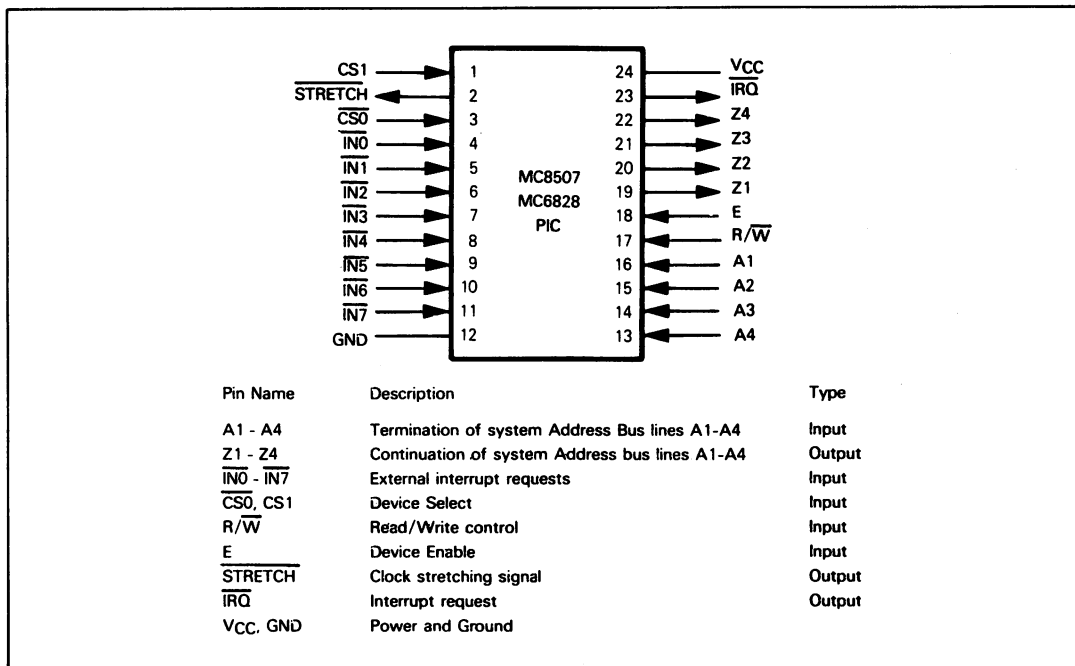 CS1 1 24 VCC
STRETCH 2 23 IRQ
CS0 3 22 Z4
IN0 4 21 Z3
IN1 5 20 Z2
IN2 6 19 Z1
IN3 7 18 E
IN4 8 17 R/W
IN5 9 16 A1
IN6 10 15 A2
IN7 11 14 A3
GND 12 13 A4
MC8507
MC6828
PIC
Pin Name Description Type
A1 - A4 Termination of system Address Bus lines A1-A4 Input
Z1 - Z4 Continuation of system Address bus lines A1-A4 Output
IN0 - IN7 External interrupt requests Input
CS0, CS1 Device Select Input
R/W Read/Write control Input
E Device Enable Input
STRETCH Clock stretching signal Output
IRQ Interrupt request Output
VCC, GND Power and Ground